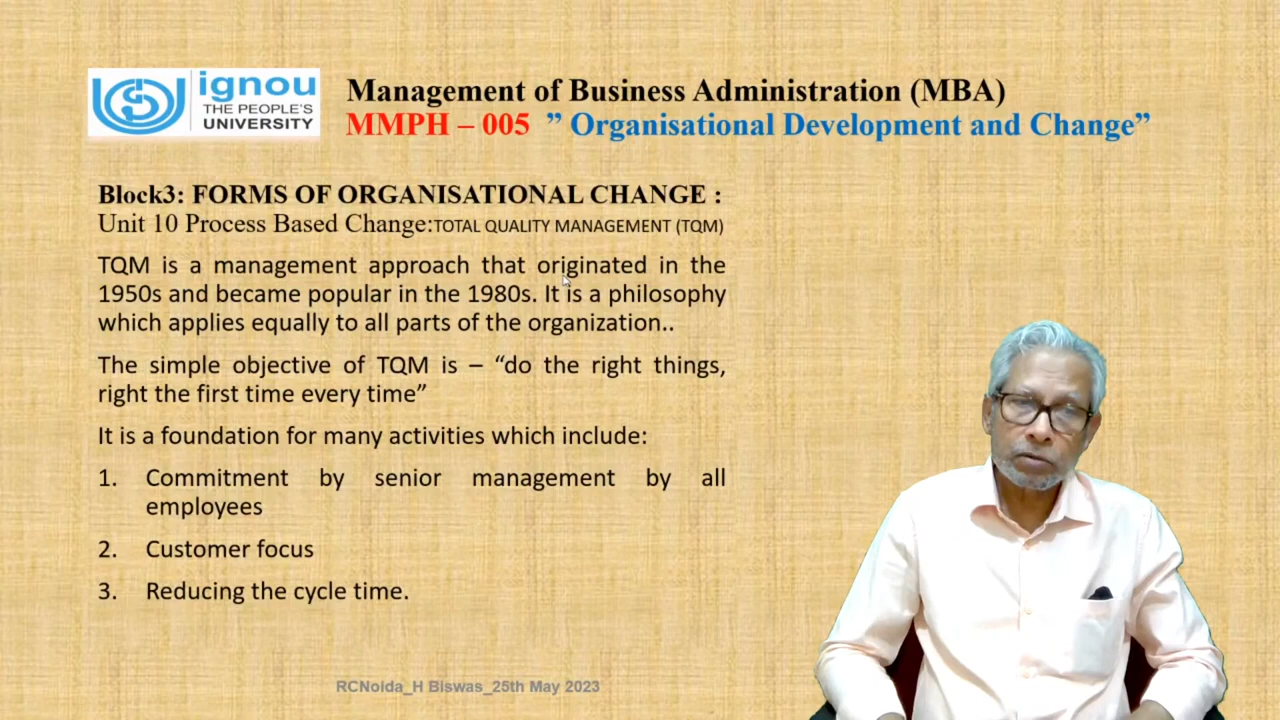 ignou
THE PEOPLE'S
UNIVERSITY
Management of Business Administration (MBA)
MMPH – 005 ” Organisational Development and Change”
Block3: FORMS OF ORGANISATIONAL CHANGE :
Unit 10 Process Based Change:TOTAL QUALITY MANAGEMENT (TQM)
TQM is a management approach that originated in the
1950s and became popular in the 1980s. It is a philosophy
which applies equally to all parts of the organization..
The simple objective of TQM is – “do the right things,
right the first time every time”
It is a foundation for many activities which include:
1. Commitment by senior management by all
employees
2. Customer focus
3. Reducing the cycle time.
RCNoida_H Biswas_25th May 2023